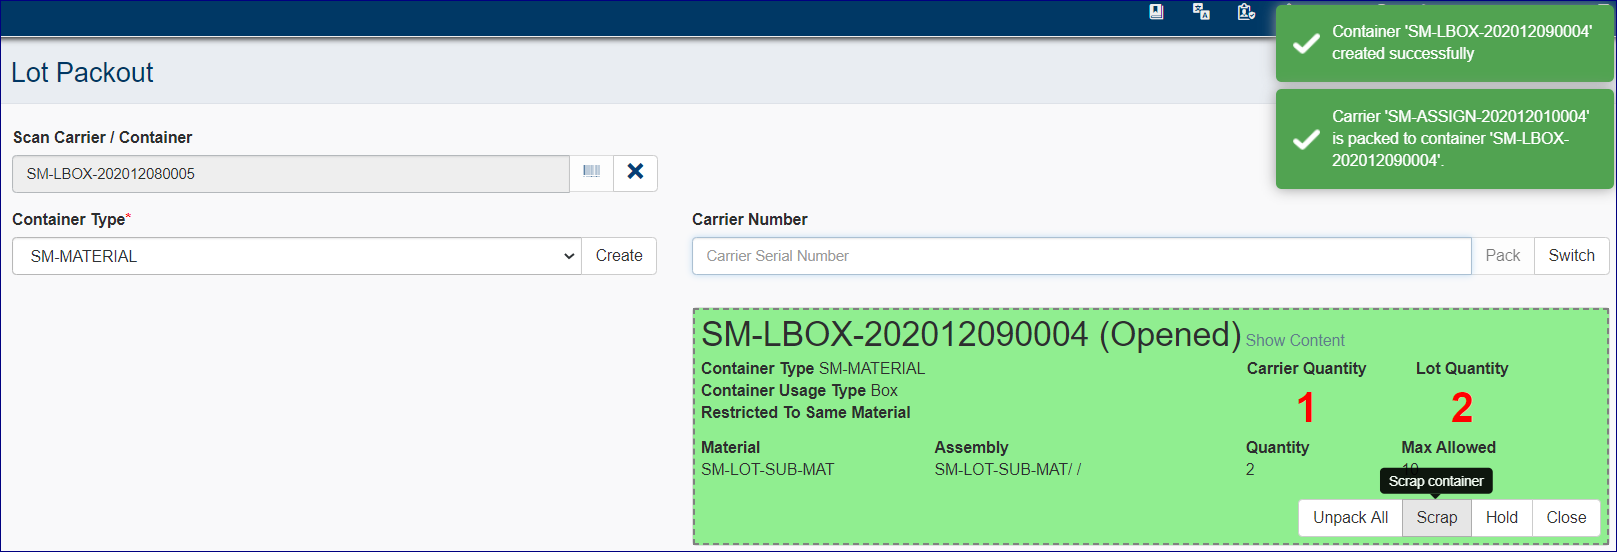 Container 'SM-LBOX-202012090004'
created successfully
Lot Packout
Carrier 'SM-ASSIGN-202012010004'
is packed to container 'SM-LBOX-
202012090004'.
Scan Carrier / Container
SM-LBOX-202012080005
Container Type*
SM-MATERIAL
Create
Carrier Number
Carrier Serial Number
Pack
Switch
SM-LBOX-202012090004 (Opened) Show Content
Container Type SM-MATERIAL
Container Usage Type Box
Restricted To Same Material
Carrier Quantity
Lot Quantity
1
2
Material
Assembly
Quantity
Max Allowed
SM-LOT-SUB-MAT
SM-LOT-SUB-MAT/ /
2
10
Scrap container
Unpack All
Scrap
Hold
Close